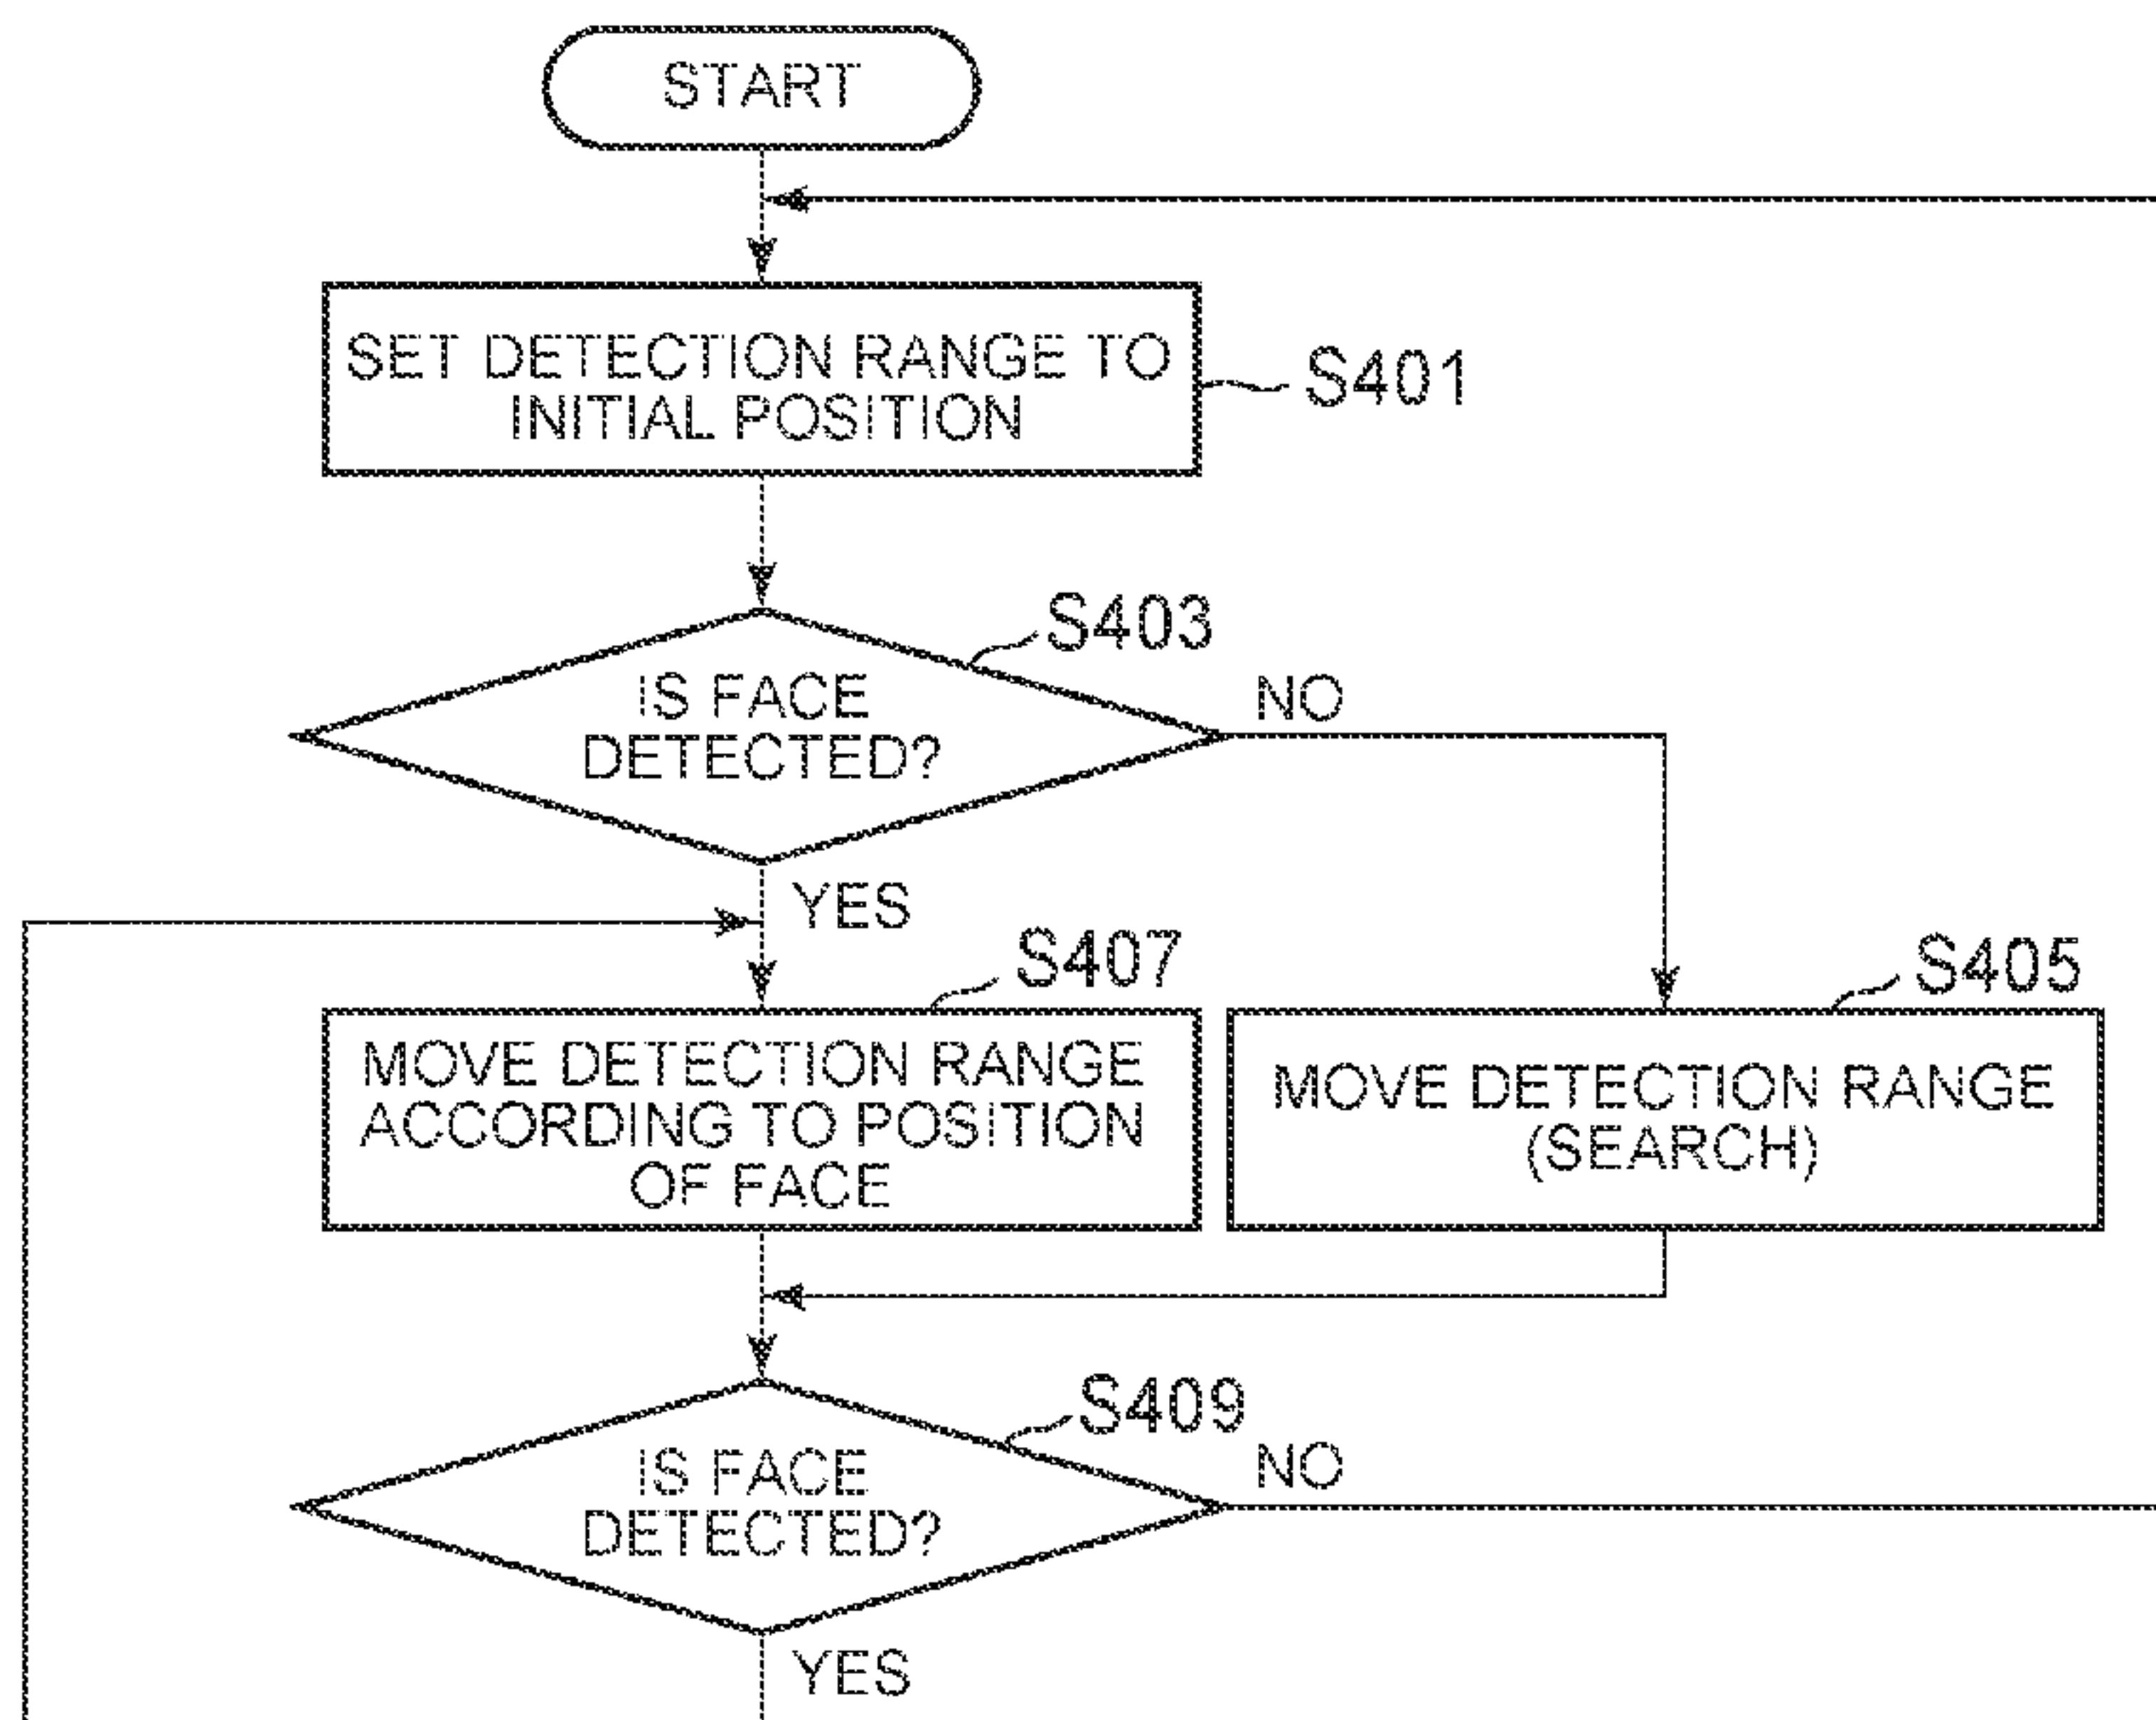 START
SET DETECTION RANGE TO
INITIAL POSITION
S401
S403
IS FACE
DETECTED?
NO
YES
S407
MOVE DETECTION RANGE
ACCORDING TO POSITION
OF FACE
S405
MOVE DETECTION RANGE
(SEARCH)
S409
IS FACE
DETECTED?
NO
YES